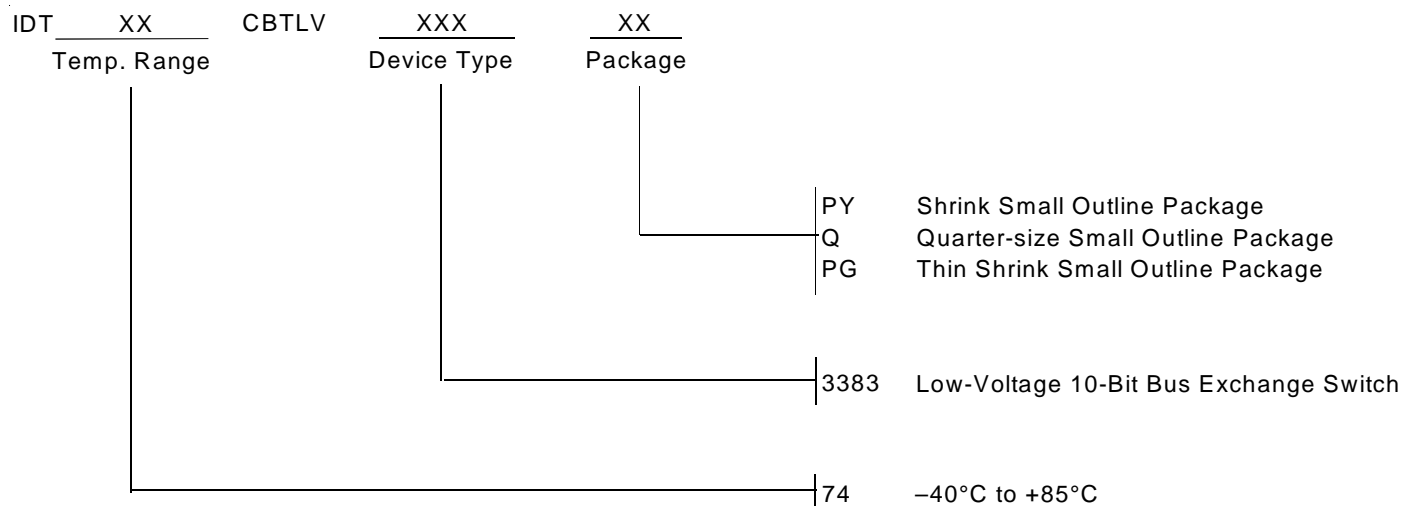 IDT XX CBTLV XXX XX
Temp. Range Device Type Package
PY Shrink Small Outline Package
Q Quarter-size Small Outline Package
PG Thin Shrink Small Outline Package
3383 Low-Voltage 10-Bit Bus Exchange Switch
74 –40°C to +85°C